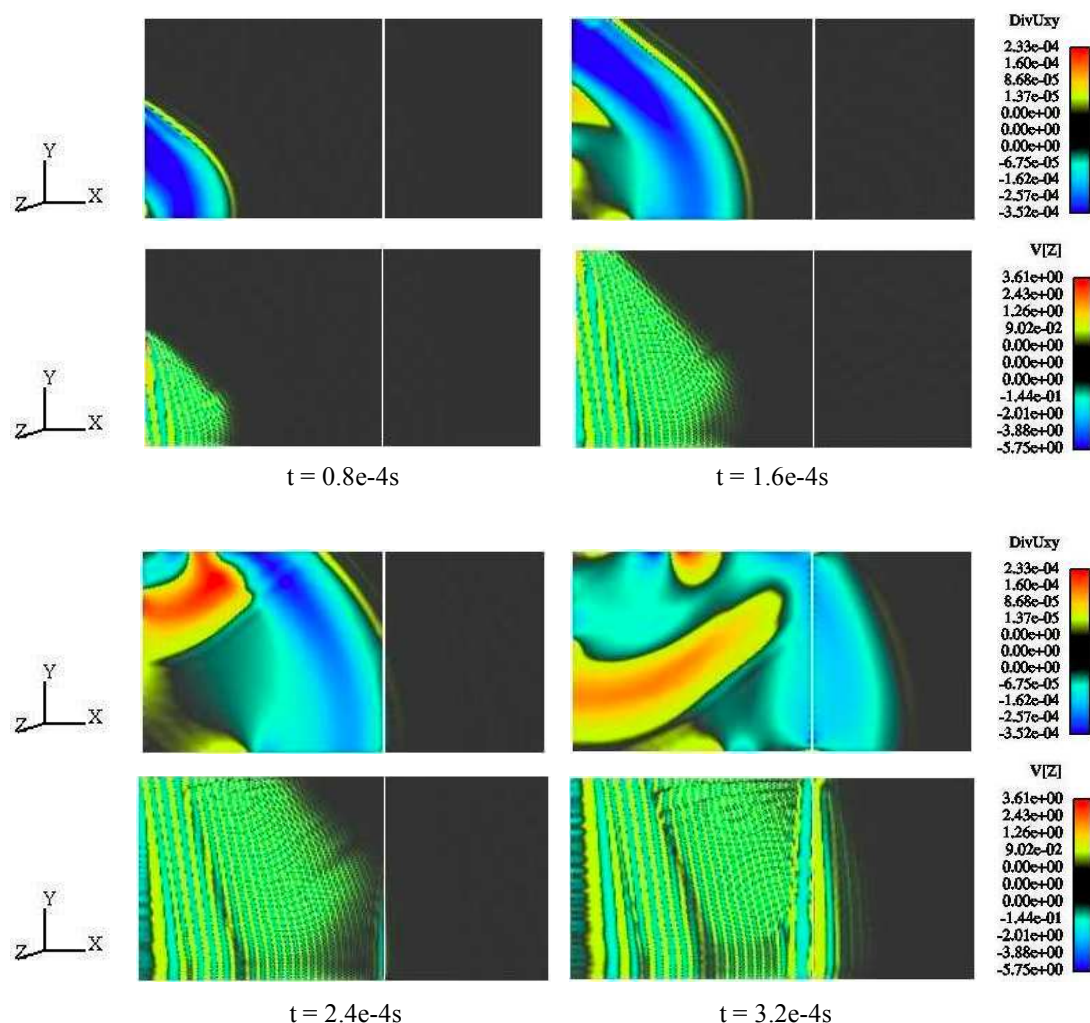 DivUxy
2.33e-04
1.60e-04
8.68e-05
1.37e-05
0.00e+00
0.00e+00
0.00e+00
-6.75e-05
-1.62e-04
-2.57e-04
-3.52e-04
Y
Z X
V[Z]
3.61e+00
2.43e+00
1.26e+00
9.02e-02
0.00e+00
0.00e+00
0.00e+00
-1.44e-01
-2.01e+00
-3.88e+00
-5.75e+00
Y
Z X
t = 0.8e-4s t = 1.6e-4s
DivUxy
2.33e-04
1.60e-04
8.68e-05
1.37e-05
0.00e+00
0.00e+00
0.00e+00
-6.75e-05
-1.62e-04
-2.57e-04
-3.52e-04
Y
Z X
V[Z]
3.61e+00
2.43e+00
1.26e+00
9.02e-02
0.00e+00
0.00e+00
0.00e+00
-1.44e-01
-2.01e+00
-3.88e+00
-5.75e+00
Y
Z X
t = 2.4e-4s t = 3.2e-4s